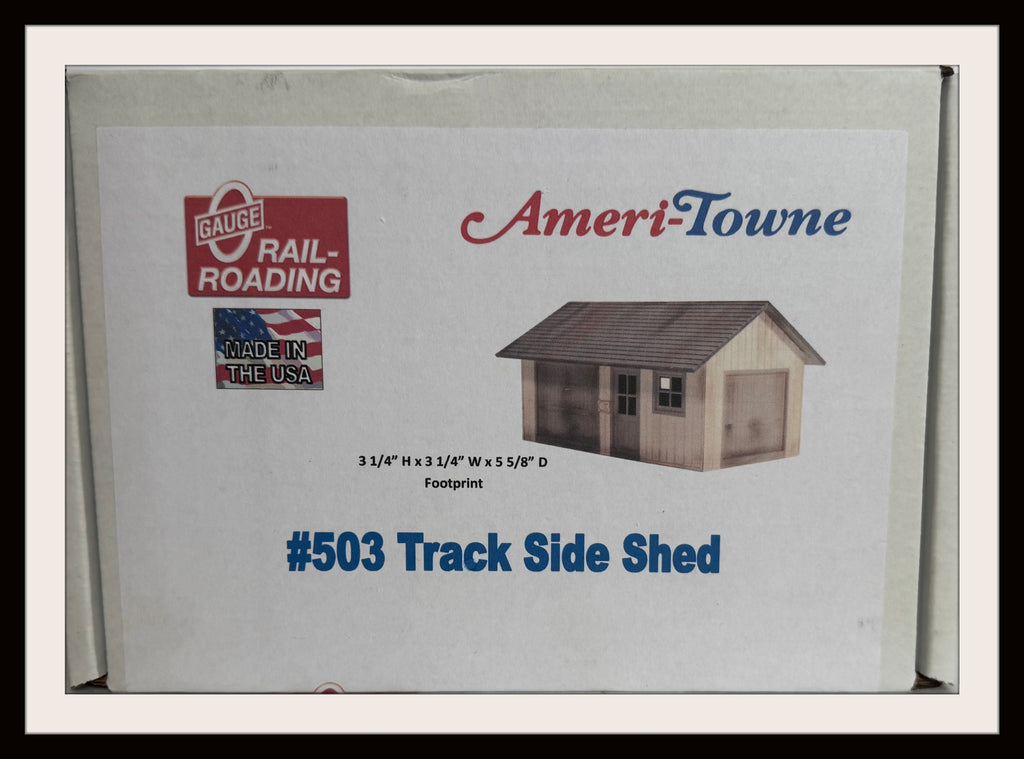 O GAUGE™
RAIL-
ROADING
MADE IN
THE USA
Ameri-Towne
3 1/4” H x 3 1/4” W x 5 5/8” D
Footprint
#503 Track Side Shed